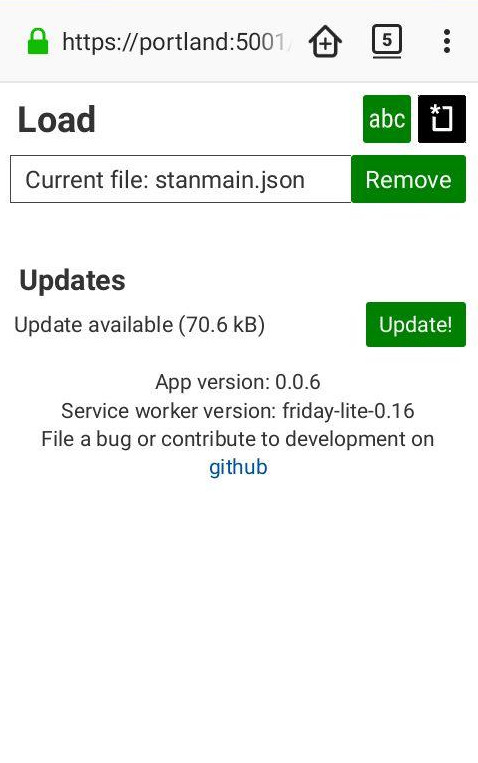 https://portland:5001/
5
Load
abc
*
Current file: stanmain.json
Remove
Updates
Update available (70.6 kB)
Update!
App version: 0.0.6
Service worker version: friday-lite-0.16
File a bug or contribute to development on
github